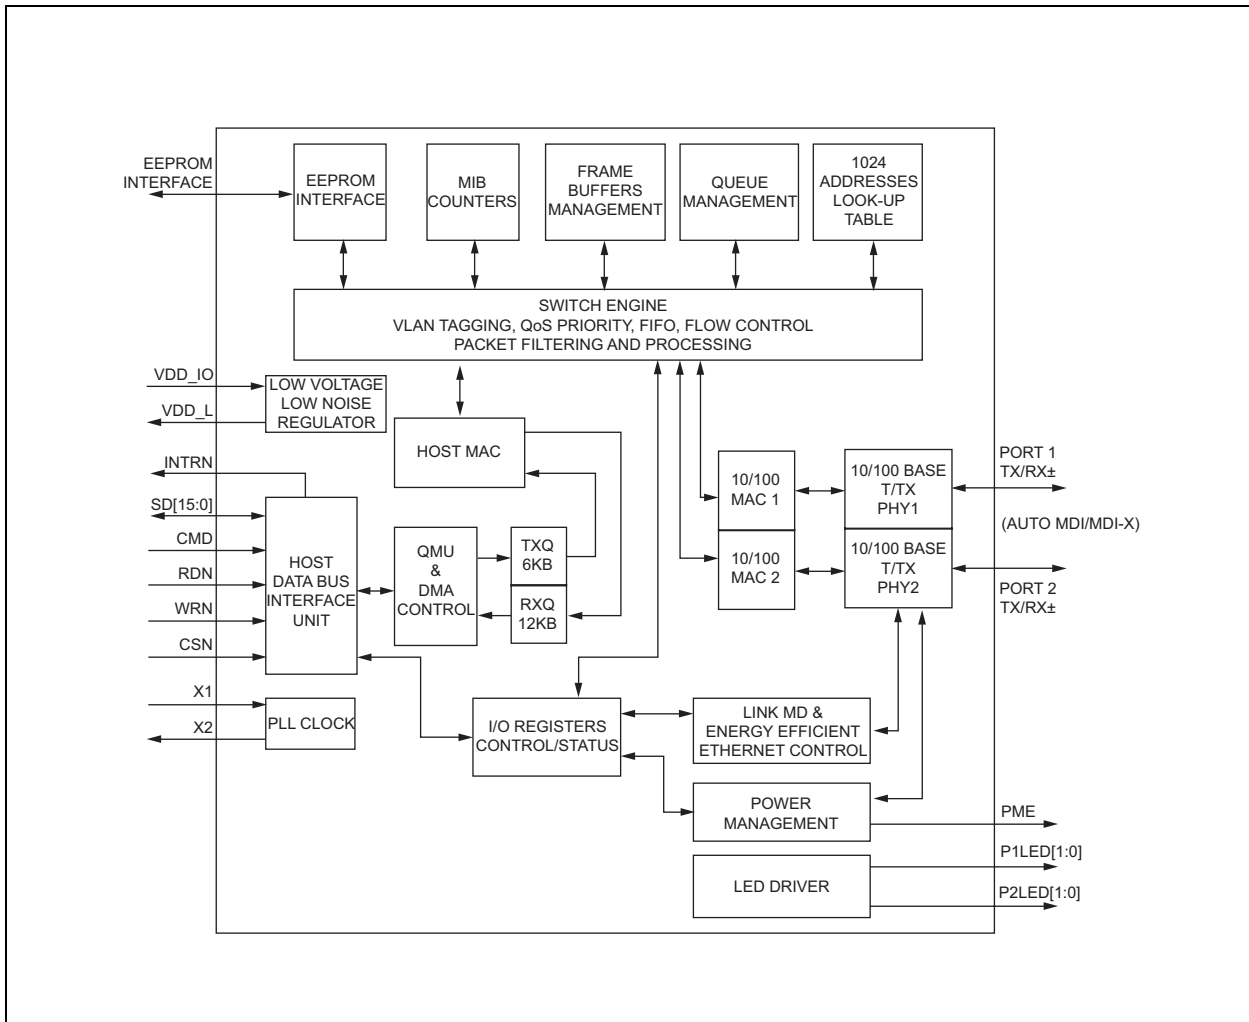 EEPROM
INTERFACE
EEPROM
INTERFACE
MIB
COUNTERS
FRAME
BUFFERS
MANAGEMENT
QUEUE
MANAGEMENT
1024
ADDRESSES
LOOK-UP
TABLE
SWITCH ENGINE
VLAN TAGGING, QoS PRIORITY, FIFO, FLOW CONTROL
PACKET FILTERING AND PROCESSING
VDD_IO
VDD_L
LOW VOLTAGE
LOW NOISE
REGULATOR
HOST MAC
INTRN
SD[15:0]
CMD
RDN
WRN
CSN
HOST
DATA BUS
INTERFACE
UNIT
QMU
&
DMA
CONTROL
TXQ
6KB
RXQ
12KB
10/100
MAC 1
10/100
MAC 2
10/100 BASE
T/TX
PHY1
10/100 BASE
T/TX
PHY2
PORT 1
TX/RX±
(AUTO MDI/MDI-X)
PORT 2
TX/RX±
X1
X2
PLL CLOCK
I/O REGISTERS
CONTROL/STATUS
LINK MD &
ENERGY EFFICIENT
ETHERNET CONTROL
POWER
MANAGEMENT
PME
LED DRIVER
P1LED[1:0]
P2LED[1:0]